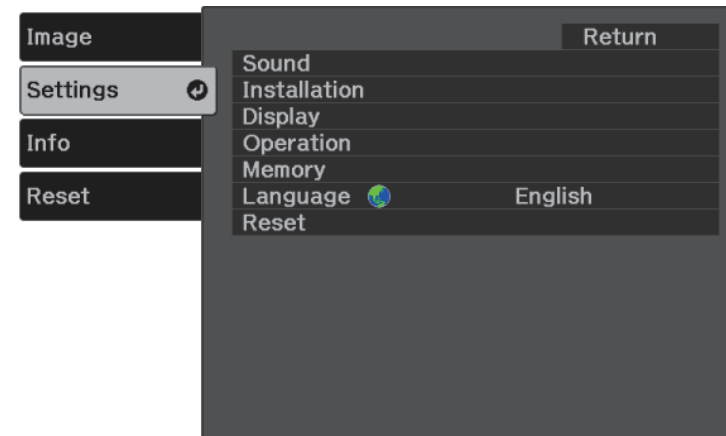 Image
Settings
Info
Reset
Return
Sound
Installation
Display
Operation
Memory
Language English
Reset